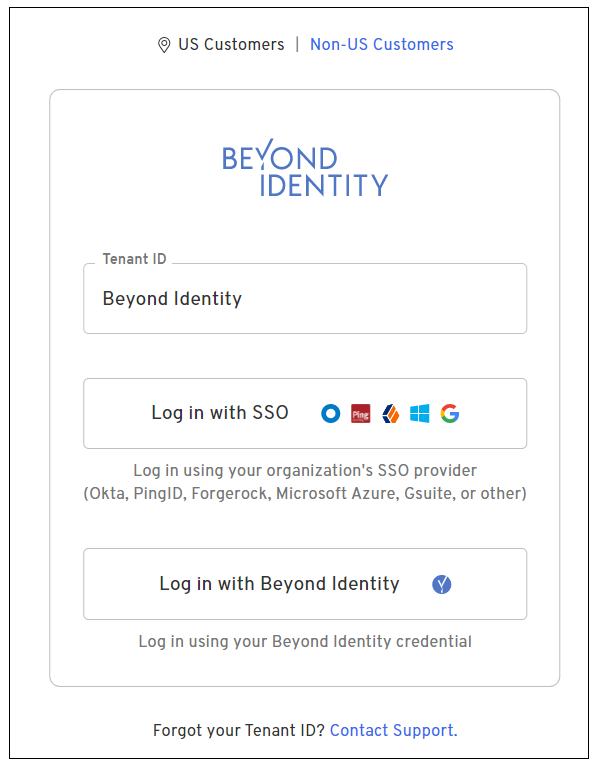 US Customers | Non-US Customers
BEYOND
IDENTITY
Tenant ID
Beyond Identity
Log in with SSO Ping
Log in using your organization's SSO provider
(Okta, PingID, Forgerock, Microsoft Azure, Gsuite, or other)
Log in with Beyond Identity
Log in using your Beyond Identity credential
Forgot your Tenant ID? Contact Support.